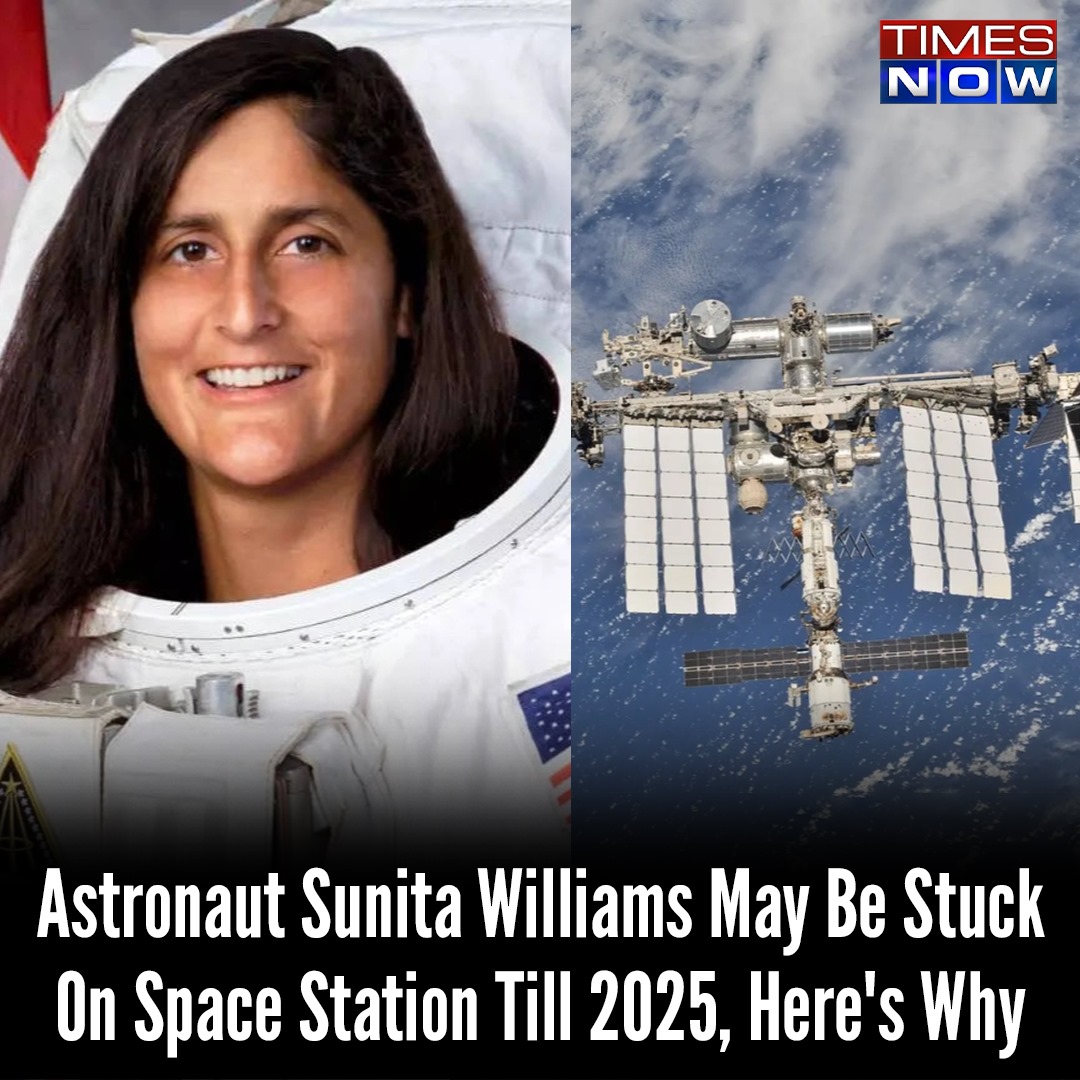 TIMES
NOW
Astronaut Sunita Williams May Be Stuck
On Space Station Till 2025, Here's Why